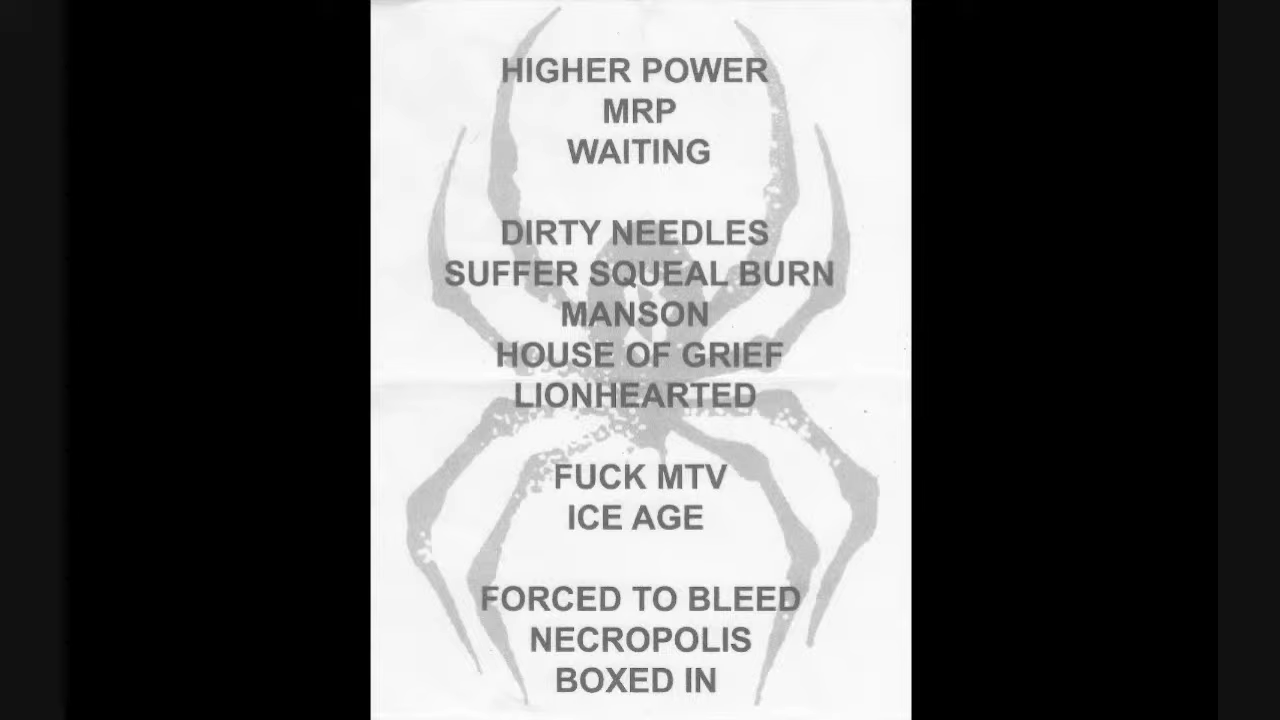 HIGHER POWER
MRP
WAITING
DIRTY NEEDLES
SUFFER SQUEAL BURN
MANSON
HOUSE OF GRIEF
LIONHEARTED
FUCK MTV
ICE AGE
FORCED TO BLEED
NECROPOLIS
BOXED IN